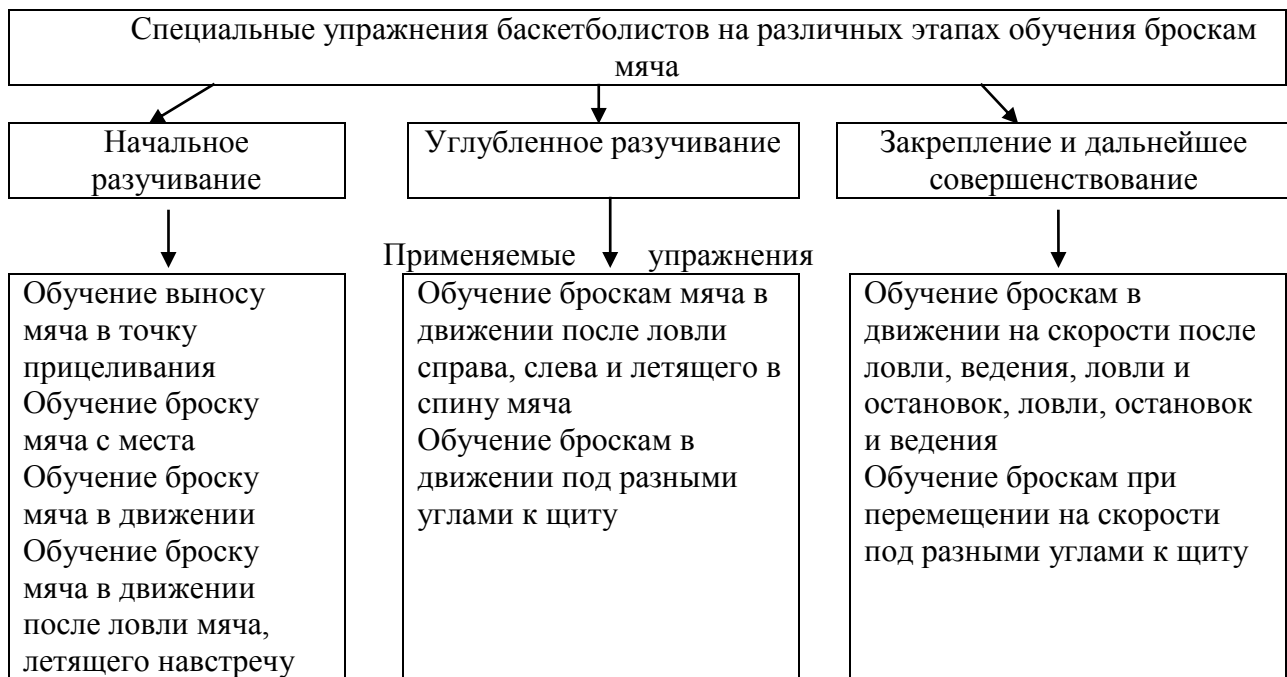 Специальные упражнения баскетболистов на различных этапах обучения броскам
мяча
Начальное
разучивание
Углубленное разучивание
Закрепление и дальнейшее
совершенствование
Применяемые упражнения
Обучение выносу
мяча в точку
прицеливания
Обучение броску
мяча с места
Обучение броску
мяча в движении
Обучение броску
мяча в движении
после ловли мяча,
летящего навстречу
Обучение броскам мяча в
движении после ловли
справа, слева и летящего в
спину мяча
Обучение броскам в
движении под разными
углами к щиту
Обучение броскам в
движении на скорости после
ловли, ведения, ловли и
остановок, ловли, остановок
и ведения
Обучение броскам при
перемещении на скорости
под разными углами к щиту